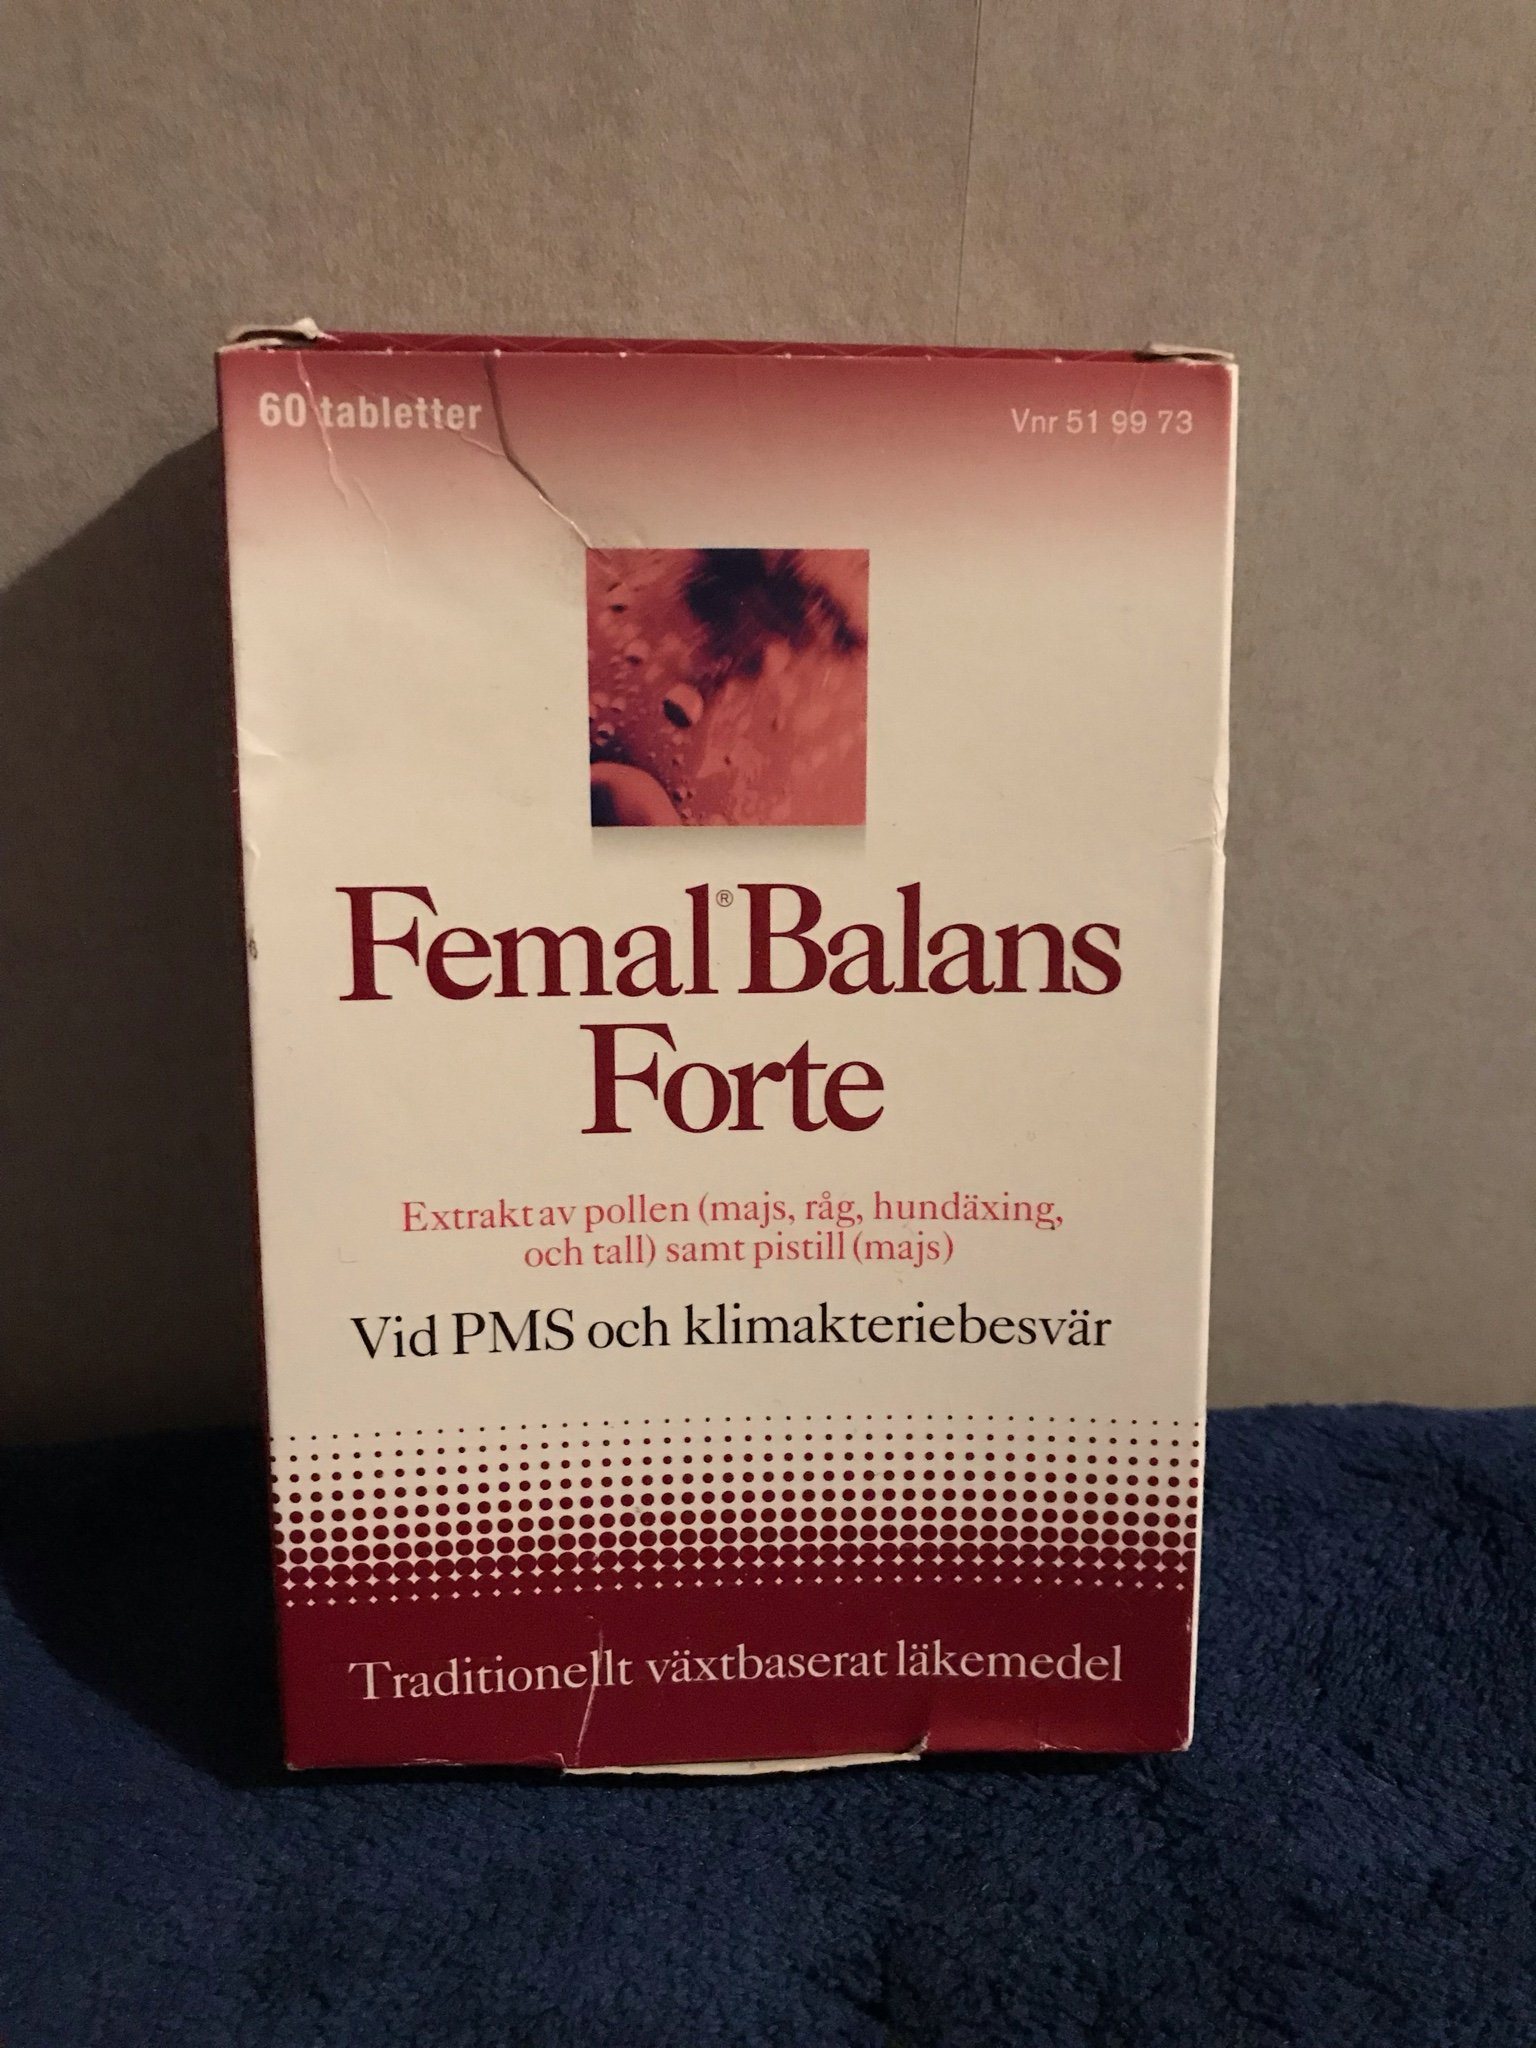 60 tabletter
Vnr 51 99 73
Femal® Balans
Forte
Extrakt av pollen (majs, råg, hundäxing,
och tall) samt pistill (majs)
Vid PMS och klimakteriebesvär
Traditionellt växtbaserat läkemedel